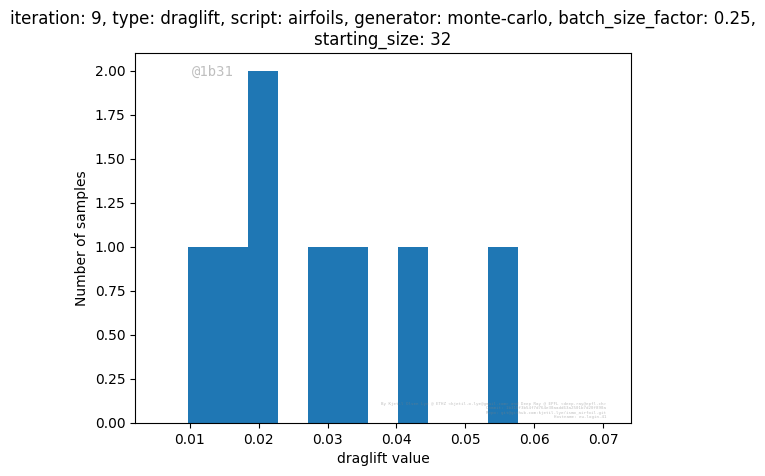 iteration: 9, type: draglift, script: airfoils, generator: monte-carlo, batch_size_factor: 0.25,
starting_size: 32
@1b31
2.00
1.75
1.50
1.25
1.00
0.75
0.50
0.25
0.00
Number of samples
0.01 0.02 0.03 0.04 0.05 0.06 0.07
draglift value